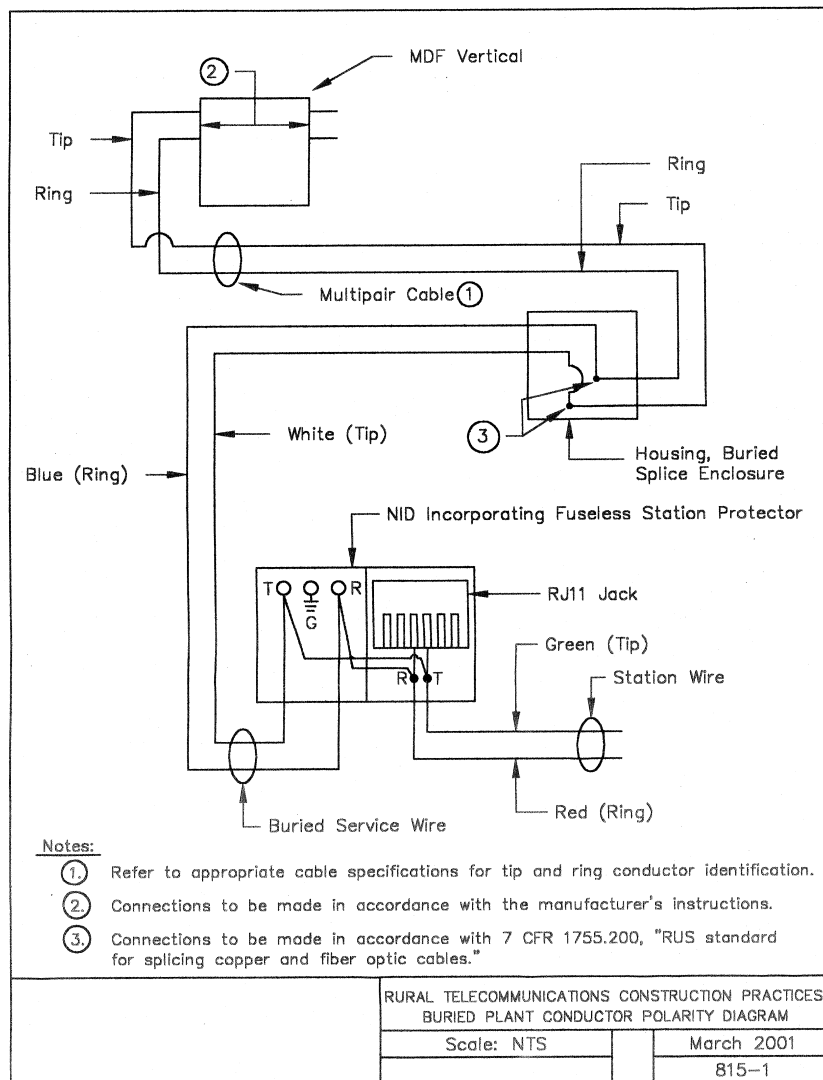 MDF Vertical
2
Tip
Ring
Ring
Tip
Multipair Cable 1
White (Tip)
3
Blue (Ring)
Housing, Buried
Splice Enclosure
NID Incorporating Fuseless Station Protector
T
R
G
RJ11 Jack
Green (Tip)
R
T
Station Wire
Red (Ring)
Buried Service Wire
Notes:
1. Refer to appropriate cable specifications for tip and ring conductor identification.
2. Connections to be made in accordance with the manufacturer's instructions.
3. Connections to be made in accordance with 7 CFR 1755.200, "RUS standard
for splicing copper and fiber optic cables."
RURAL TELECOMMUNICATIONS CONSTRUCTION PRACTICES
BURIED PLANT CONDUCTOR POLARITY DIAGRAM
Scale: NTS
March 2001
815-1